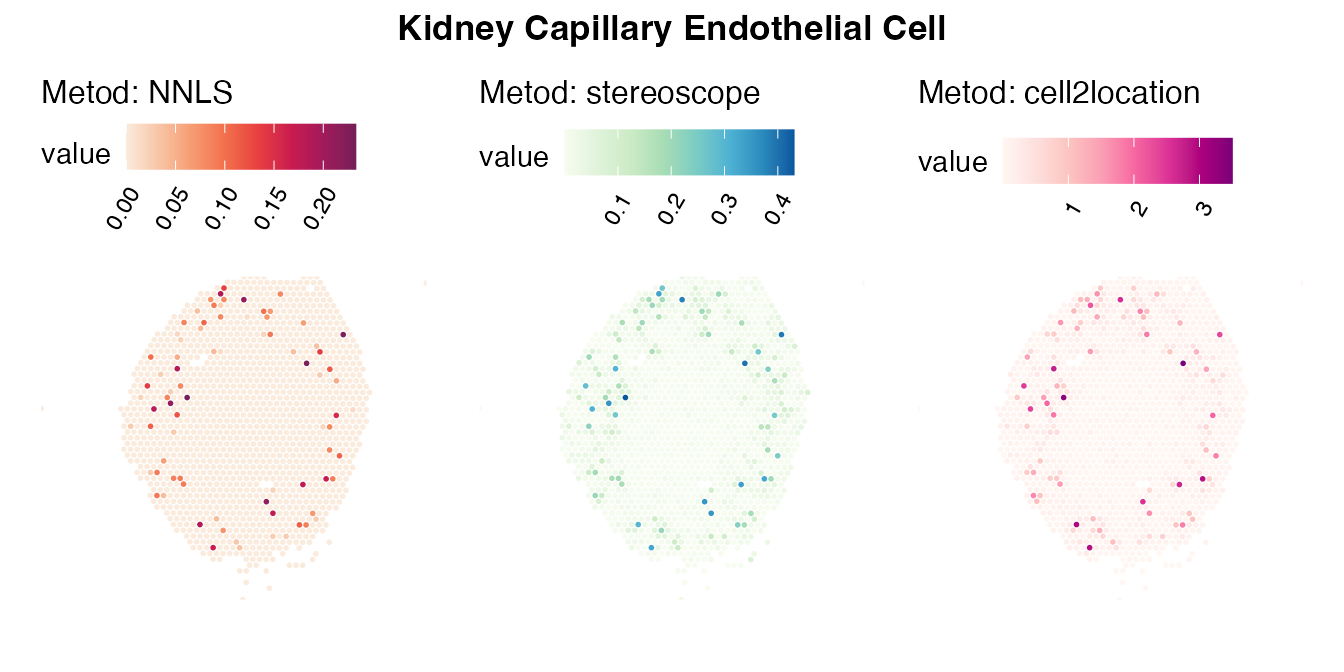 Kidney Capillary Endothelial Cell
Metod: NNLS
value
0.00
0.05
0.10
0.15
0.20
Metod: stereoscope
value
0.1
0.2
0.3
0.4
Metod: cell2location
value
1
2
3